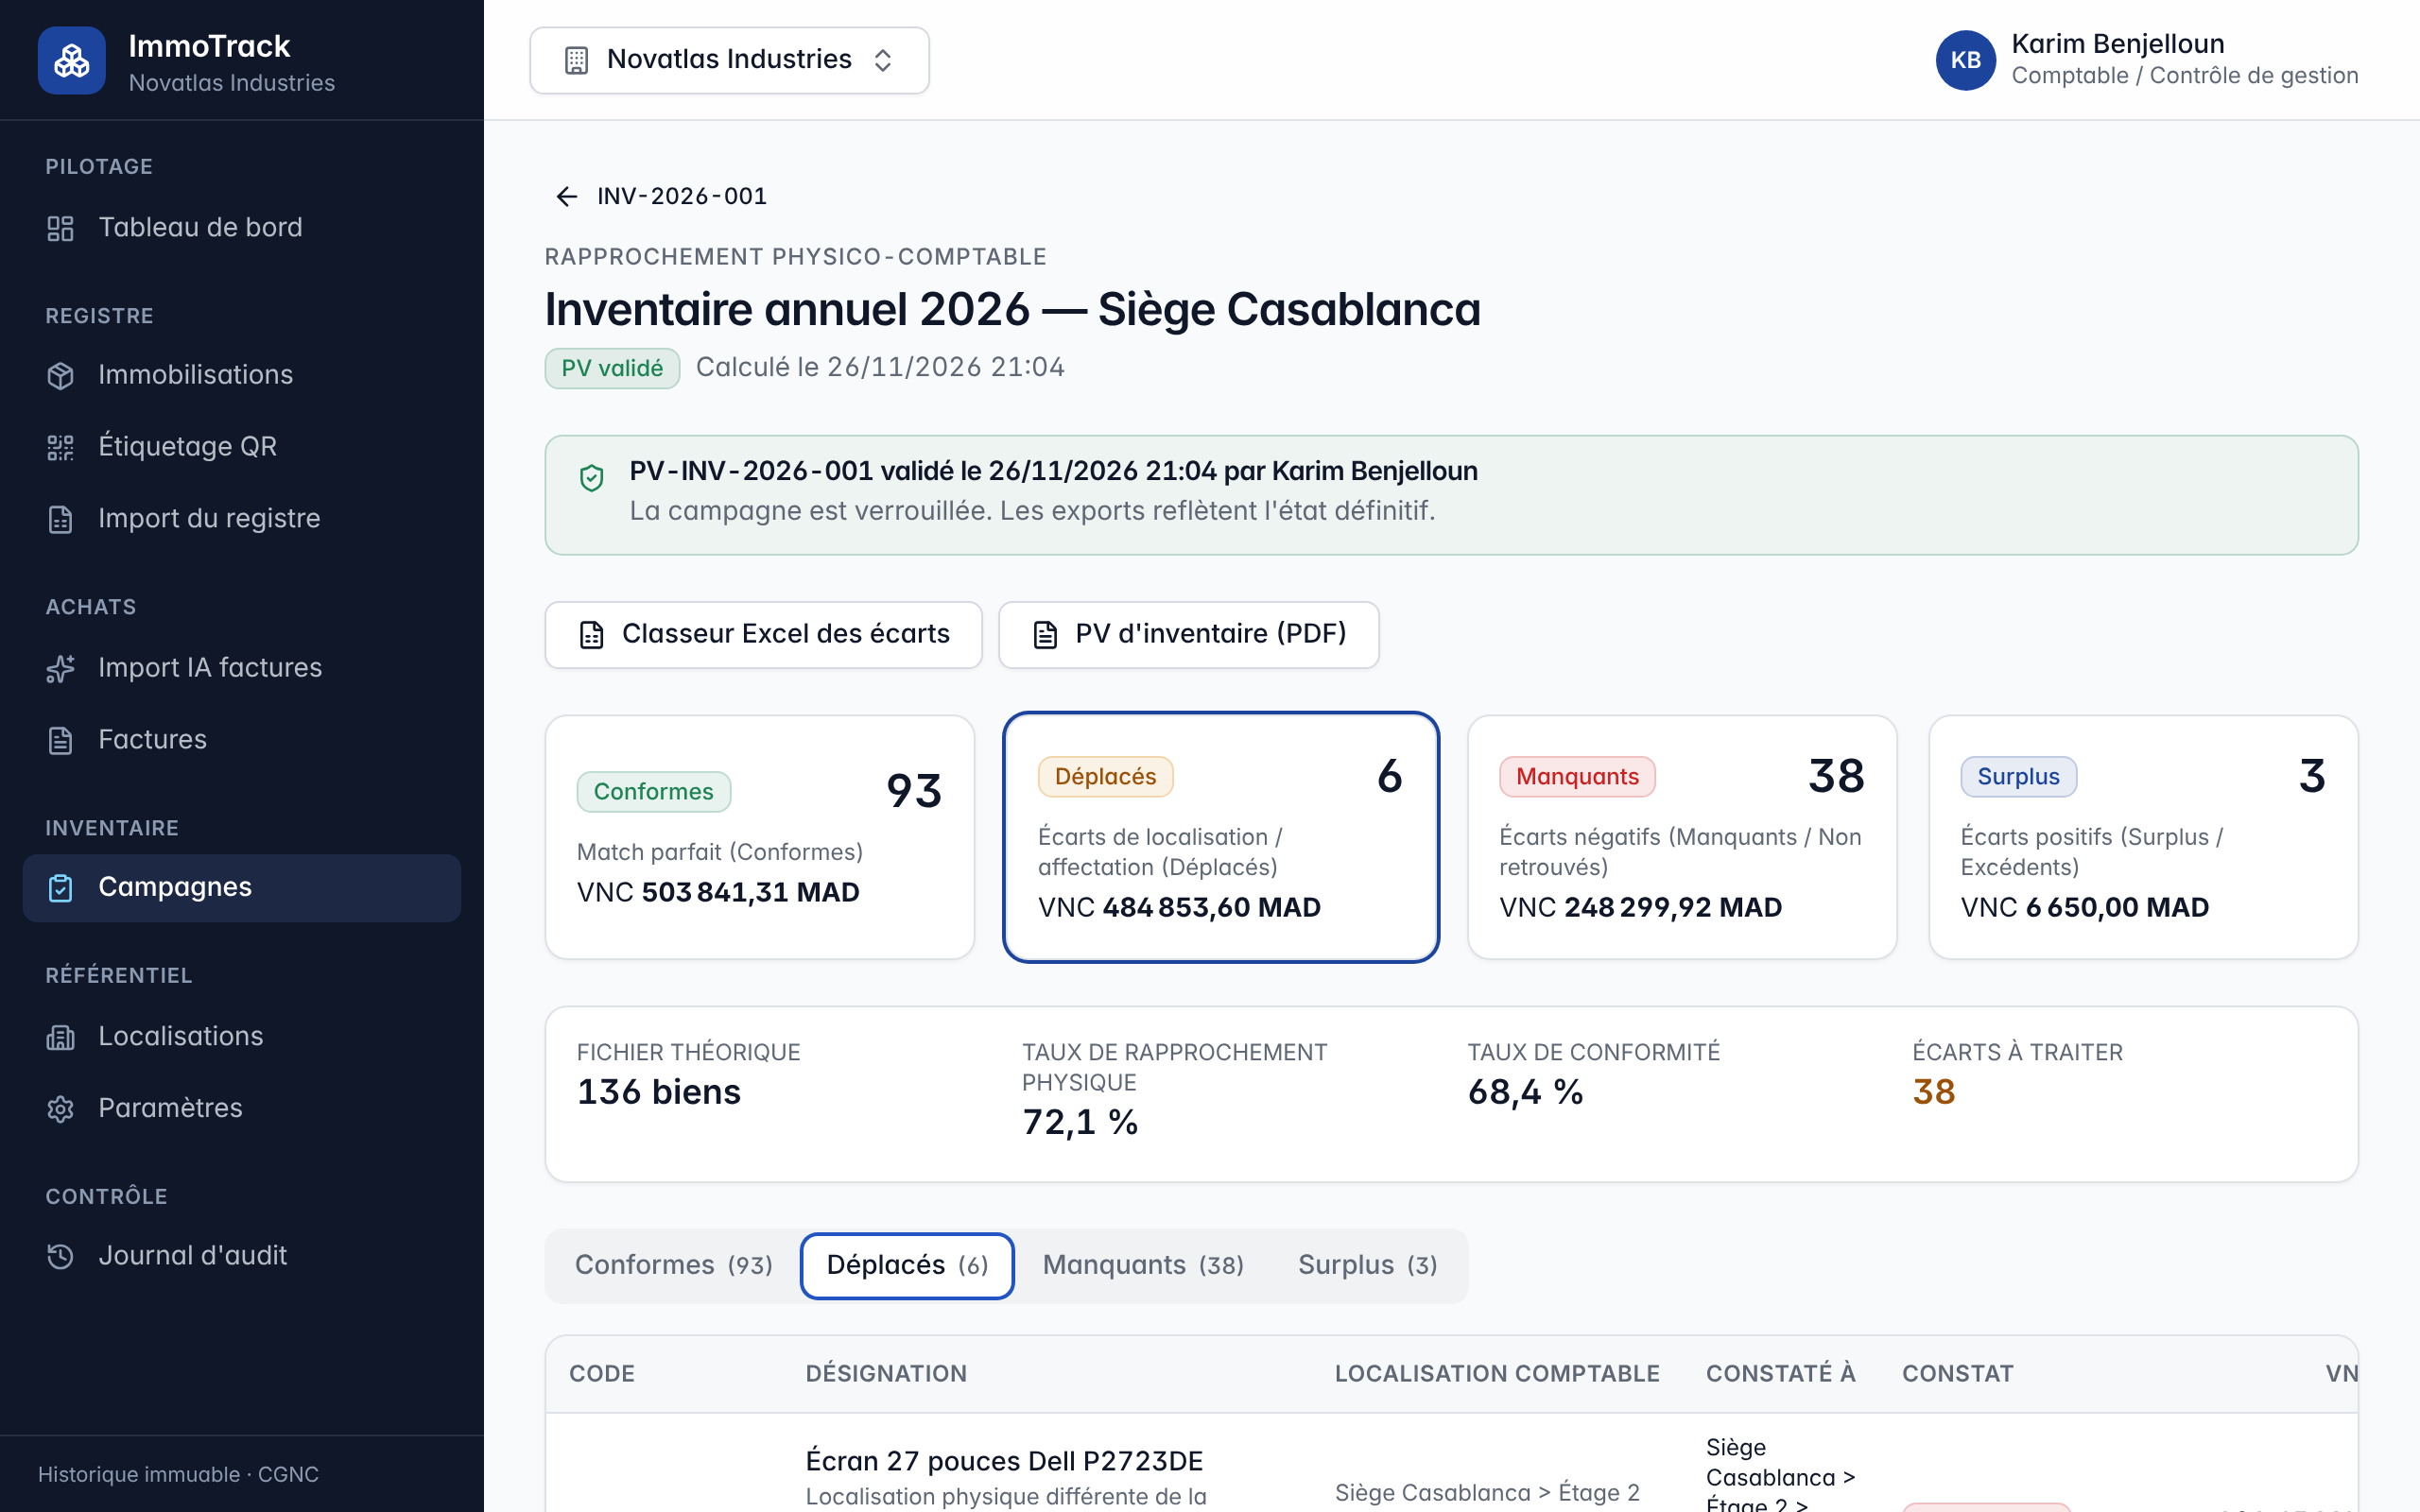 ImmoTrack
Novatlas Industries
PILOTAGE
Tableau de bord
REGISTRE
Immobilisations
Étiquetage QR
Import du registre
ACHATS
Import IA factures
Factures
INVENTAIRE
Campagnes
RÉFÉRENTIEL
Localisations
Paramètres
CONTRÔLE
Journal d'audit
Historique immuable · CGNC
Novatlas Industries
KB
Karim Benjelloun
Comptable / Contrôle de gestion
INV-2026-001
RAPPROCHEMENT PHYSICO-COMPTABLE
Inventaire annuel 2026 — Siège Casablanca
PV validé Calculé le 26/11/2026 21:04
PV-INV-2026-001 validé le 26/11/2026 21:04 par Karim Benjelloun
La campagne est verrouillée. Les exports reflètent l'état définitif.
Classeur Excel des écarts
PV d'inventaire (PDF)
Conformes 93
Match parfait (Conformes)
VNC 503 841,31 MAD
Déplacés 6
Écarts de localisation /
affectation (Déplacés)
VNC 484 853,60 MAD
Manquants 38
Écarts négatifs (Manquants / Non
retrouvés)
VNC 248 299,92 MAD
Surplus 3
Écarts positifs (Surplus /
Excédents)
VNC 6 650,00 MAD
FICHIER THÉORIQUE
136 biens
TAUX DE RAPPROCHEMENT
PHYSIQUE
72,1 %
TAUX DE CONFORMITÉ
68,4 %
ÉCARTS À TRAITER
38
Conformes (93)
Déplacés (6)
Manquants (38)
Surplus (3)
CODE DÉSIGNATION LOCALISATION COMPTABLE CONSTATÉ À CONSTAT VN
Écran 27 pouces Dell P2723DE
Localisation physique différente de la
Siège Casablanca > Étage 2
Siège
Casablanca >
Étage 2 >